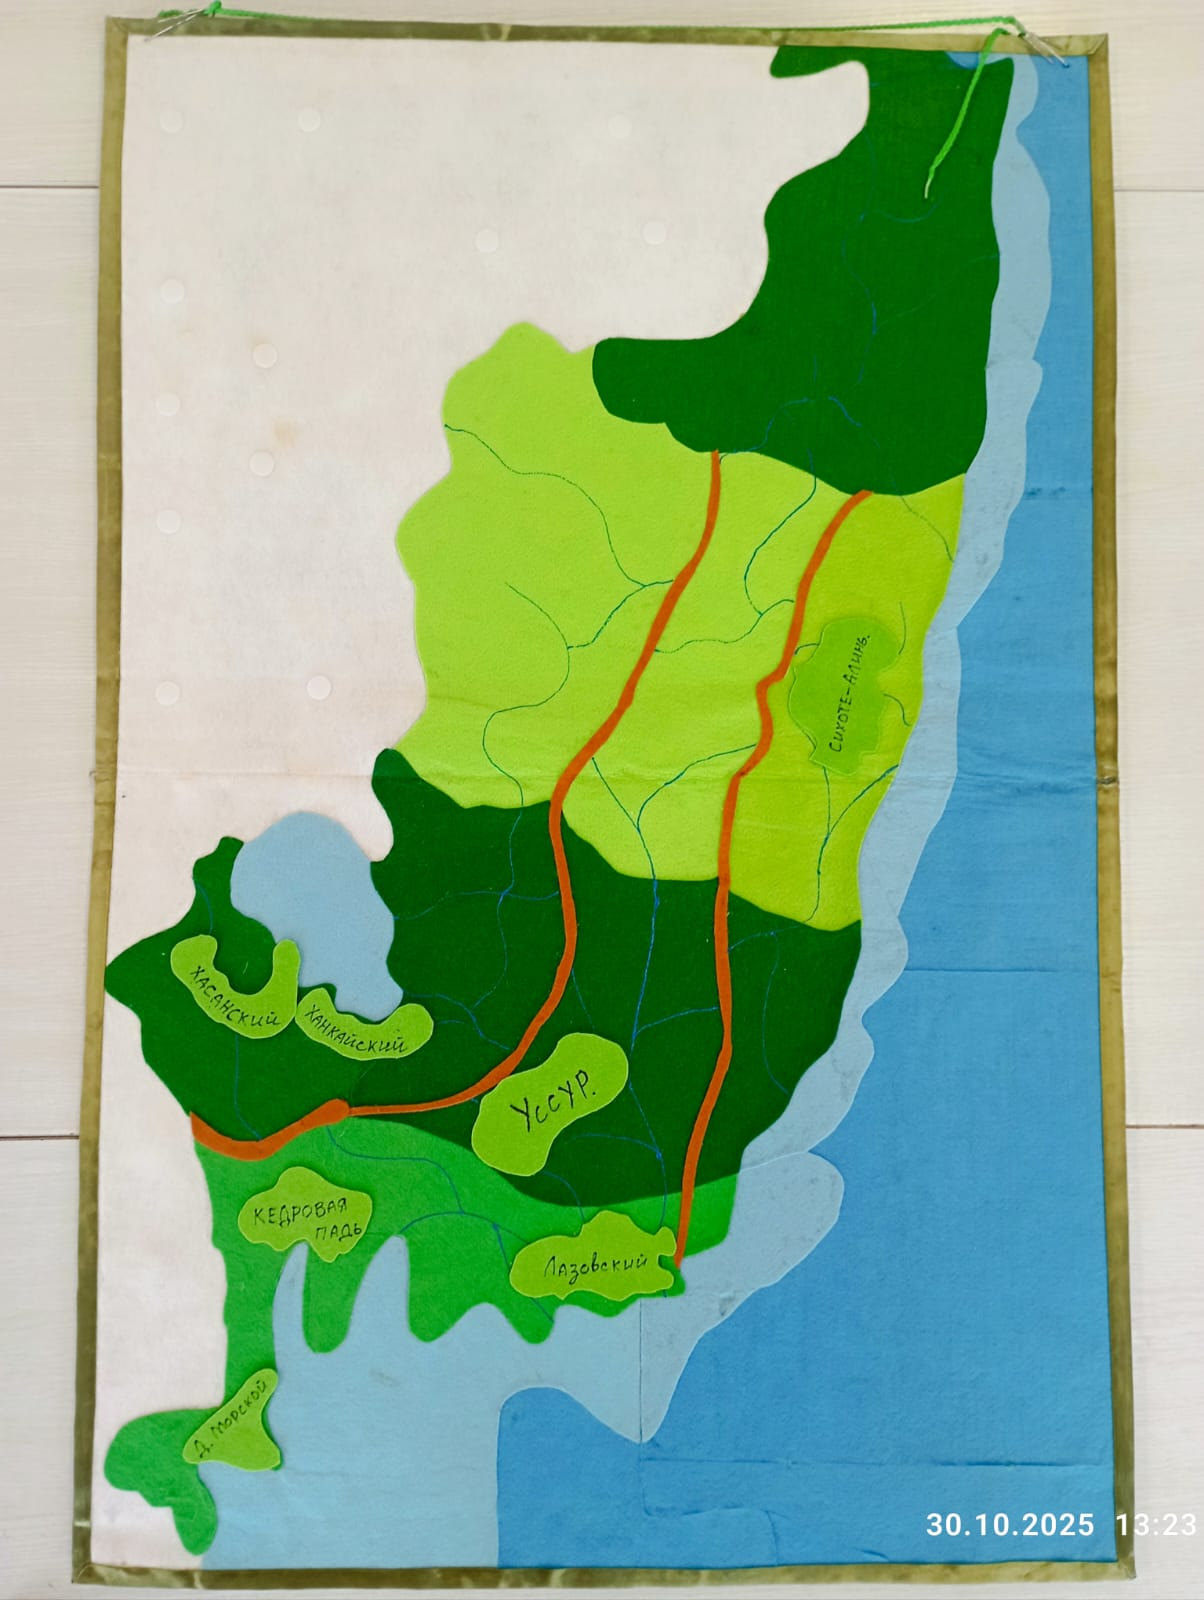 СИХОТЕ-АЛИНЬ.
ХАСАНСКИЙ
ХАНКАЙСКИЙ
УССУР.
КЕДРОВАЯ
ПАДЬ
Лазовский
Д. МОРСКОЙ
30.10.2025 13:23